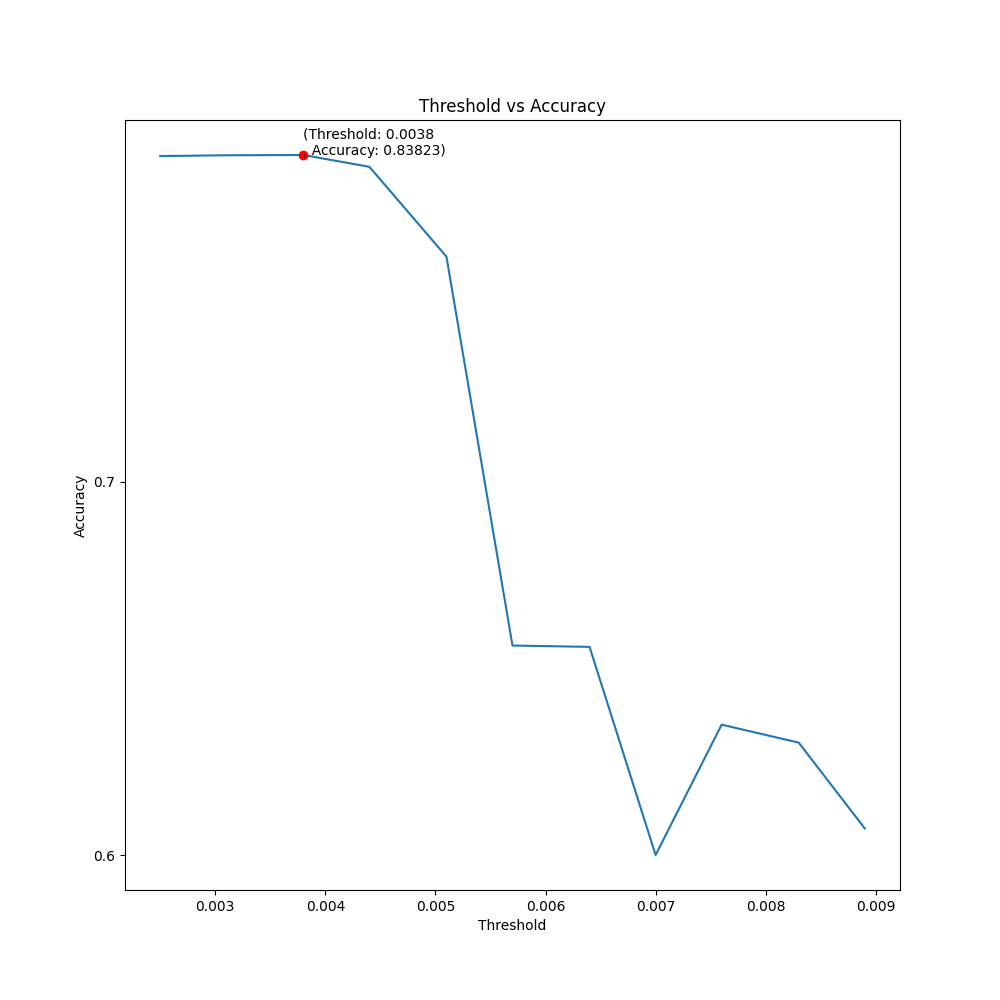 Threshold vs Accuracy
(Threshold: 0.0038
, Accuracy: 0.83823)
Accuracy
0.7
0.6
0.003 0.004 0.005 0.006 0.007 0.008 0.009
Threshold